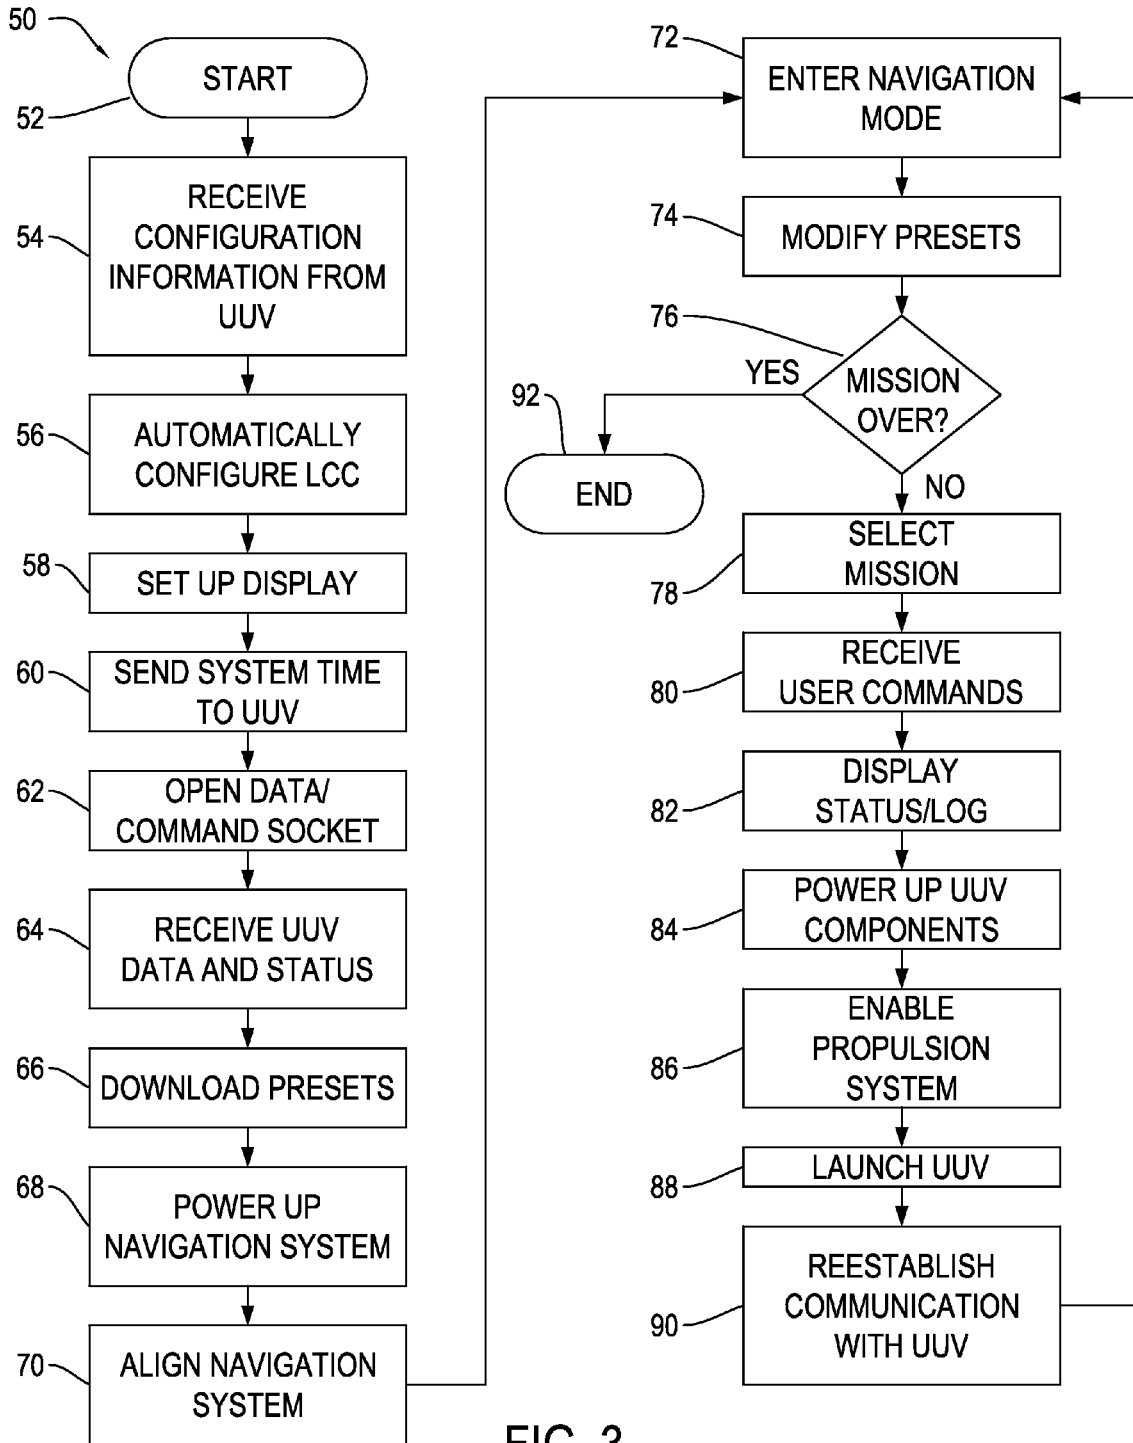 50
START
52
RECEIVE
CONFIGURATION
INFORMATION FROM
UUV
54
AUTOMATICALLY
CONFIGURE LCC
56
SET UP DISPLAY
58
SEND SYSTEM TIME
TO UUV
60
OPEN DATA/
COMMAND SOCKET
62
RECEIVE UUV
DATA AND STATUS
64
DOWNLOAD PRESETS
66
POWER UP
NAVIGATION SYSTEM
68
ALIGN NAVIGATION
SYSTEM
70
72
ENTER NAVIGATION
MODE
74
MODIFY PRESETS
76
MISSION
OVER?
YES
92
END
NO
SELECT
MISSION
78
RECEIVE
USER COMMANDS
80
DISPLAY
STATUS/LOG
82
POWER UP UUV
COMPONENTS
84
ENABLE
PROPULSION
SYSTEM
86
LAUNCH UUV
88
REESTABLISH
COMMUNICATION
WITH UUV
90
FIG. 3